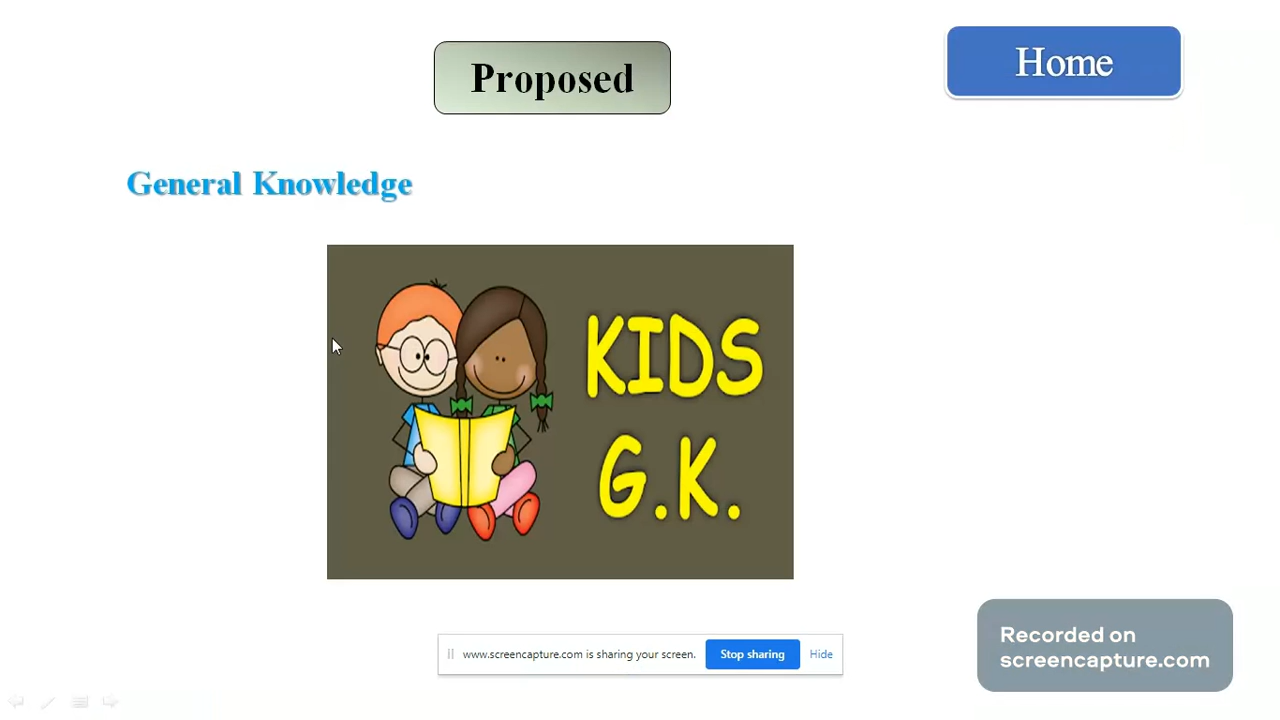 Proposed
Home
General Knowledge
KIDS
G.K.
www.screencapture.com is sharing your screen.
Stop sharing
Hide
Recorded on
screencapture.com